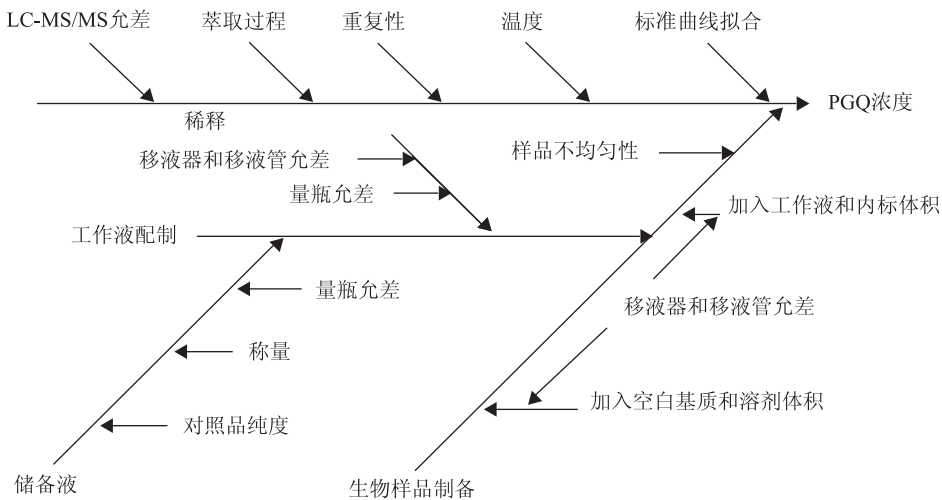 LC-MS/MS允差
萃取过程
重复性
温度
标准曲线拟合
PGQ浓度
稀释
移液器和移液管允差
样品不均匀性
量瓶允差
加入工作液和内标体积
工作液配制
量瓶允差
移液器和移液管允差
称量
加入空白基质和溶剂体积
对照品纯度
储备液
生物样品制备